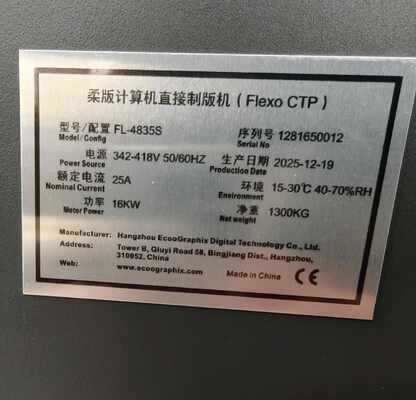 柔版计算机直接制版机 ( Flexo CTP )
型号/配置 FL-4835S 序列号 1281650012
Model/Config Serial No
电源 342-418V 50/60HZ 生产日期 2025-12-19
Power Source Production Date
额定电流 25A 环境 15-30℃ 40-70%RH
Nominal Current Environment
功率 16KW 净重 1300KG
Motor Power Net weight
Manufacturer: Hangzhou EcooGraphix Digital Technology Co., Ltd.
Address: Tower B, Qiuyi Road 58, Bingjiang Dist., Hangzhou,
310052, China
Web: www.ecoographix.com Made in China CE